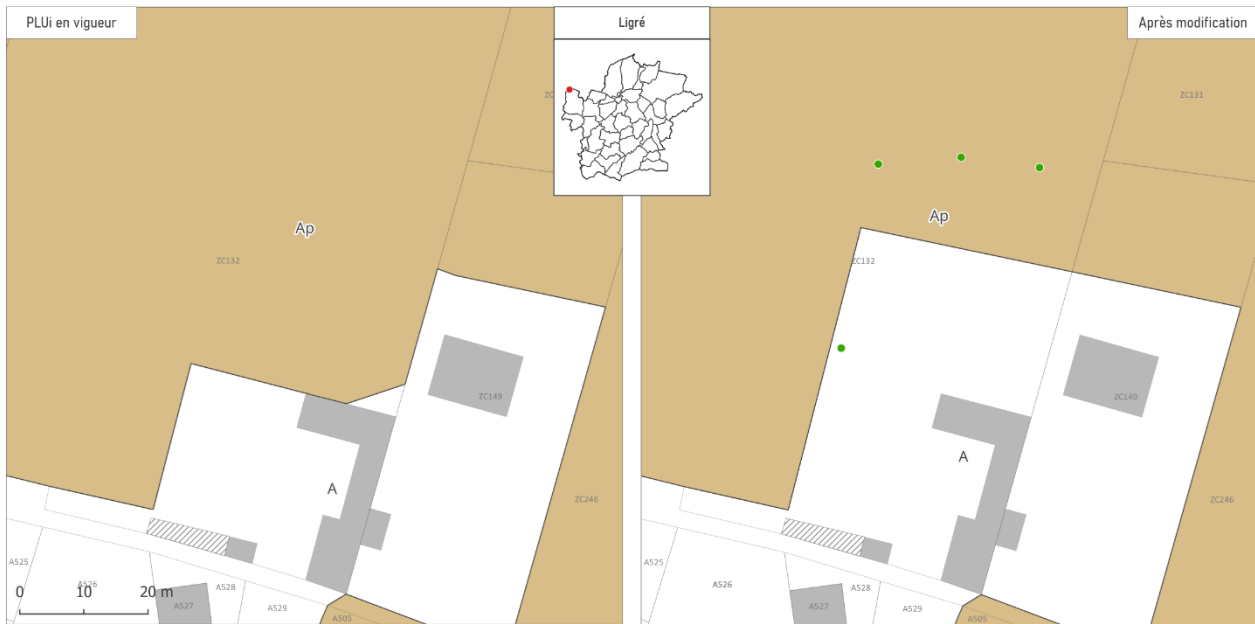 PLUi en vigueur
Ligré
Après modification
ZC131
Ap
ZC132
ZC149
A
ZC246
A525
A526
A528
A527
A529
A505
0 10 20 m
Ap
ZC132
ZC149
A
ZC246
A525
A526
A528
A527
A529
A505